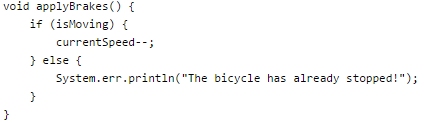 void applyBrakes() {
    if (isMoving) {
        currentSpeed--;
    } else {
        System.err.println("The bicycle has already stopped!");
    }
}